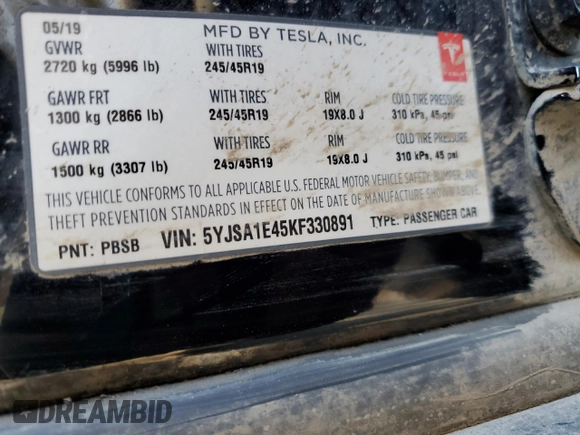 05/19 MFD BY TESLA, INC.
GVWR WITH TIRES
2720 kg (5996 lb) 245/45R19
TESLA
GAWR FRT WITH TIRES RIM COLD TIRE PRESSURE
1300 kg (2866 lb) 245/45R19 19X8.0 J 310 kPa, 45 psi
GAWR RR WITH TIRES RIM COLD TIRE PRESSURE
1500 kg (3307 lb) 245/45R19 19X8.0 J 310 kPa, 45 psi
THIS VEHICLE CONFORMS TO ALL APPLICABLE U.S. FEDERAL MOTOR VEHICLE SAFETY, BUMPER, AND
THEFT PREVENTION STANDARDS IN EFFECT ON THE DATE OF MANUFACTURE SHOWN ABOVE.
PNT: PBSB VIN: 5YJSA1E45KF330891 TYPE: PASSENGER CAR
DREAMBID